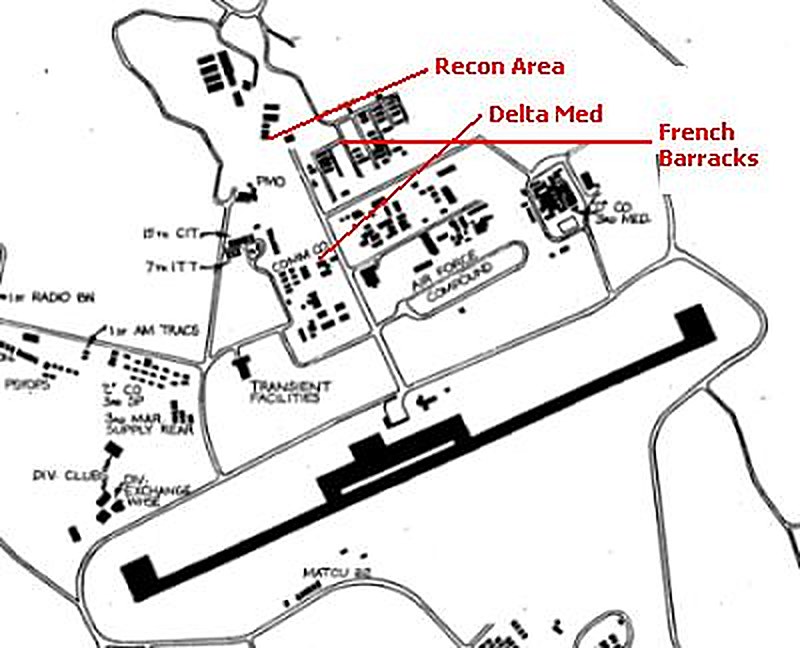 Recon Area
Delta Med
French
Barracks
PMO
15TH CIT
7TH ITT
COMM CO
"D" CO
3RD MED.
AIR FORCE
COMPOUND
1ST RADIO BN
1ST AM TRACS
PSYOPS
TRANSIENT
FACILITIES
"C" CO
3RD SP
3RD MAR
SUPPLY REAR
DIV. CLUB
DIV.
EXCHANGE
WHSE
MATCU 22